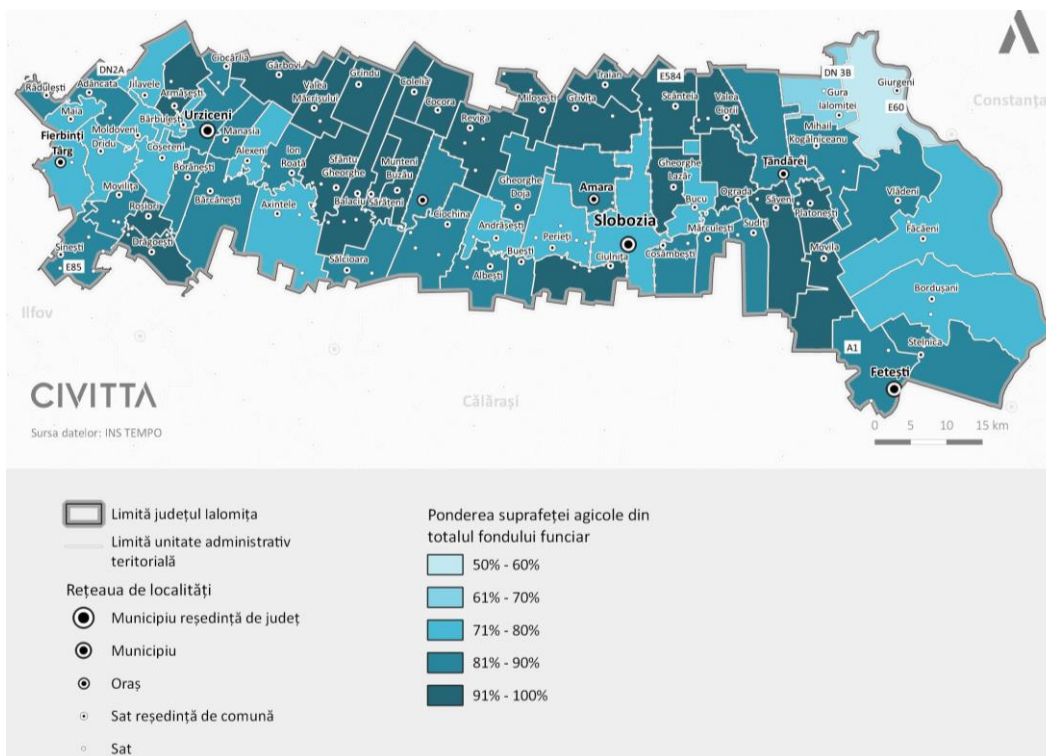 DN2A
Rădulești
Adâncata
Jilavele
Ciocârlia
Gârbovi
Grindu
Colelia
Traian
E584
DN 3B
Giurgeni
Maia
Armășești
Valea
Măcrișului
Cocora
Miloșești
Grivița
Scânteia
Valea
Ciorii
Gura
Ialomiței
E60
Constanța
Bărbulești
Urziceni
Reviga
Mihail
Kogălniceanu
Fierbinți
Târg
Moldoveni
Dridu
Manasia
Coșereni
Alexeni
Ion
Roată
Borănești
Sfântu
Gheorghe
Munteni
Buzău
Gheorghe
Doja
Gheorghe
Lazăr
Țăndărei
Movilița
Bărcănești
Balaciu
Sărățeni
Amara
Bucu
Ograda
Săveni
Platonești
Vlădeni
Roșiori
Axintele
Ciochina
Andrășești
Slobozia
Mărculești
Sudiți
Făcăeni
Sinești
Drăgoești
Perieți
Buești
Cosâmbești
Movila
E85
Sălcioara
Albești
Ciulnița
Bordușani
Ilfov
A1
Stelnica
Fetești
CIVITTA
Călărași
0 5 10 15 km
Sursa datelor: INS TEMPO
Limită județul Ialomița
Limită unitate administrativ
teritorială
Rețeaua de localități
Municipiu reședință de județ
Municipiu
Oraș
Sat reședință de comună
Sat
Ponderea suprafeței agicole din
totalul fondului funciar
50% - 60%
61% - 70%
71% - 80%
81% - 90%
91% - 100%